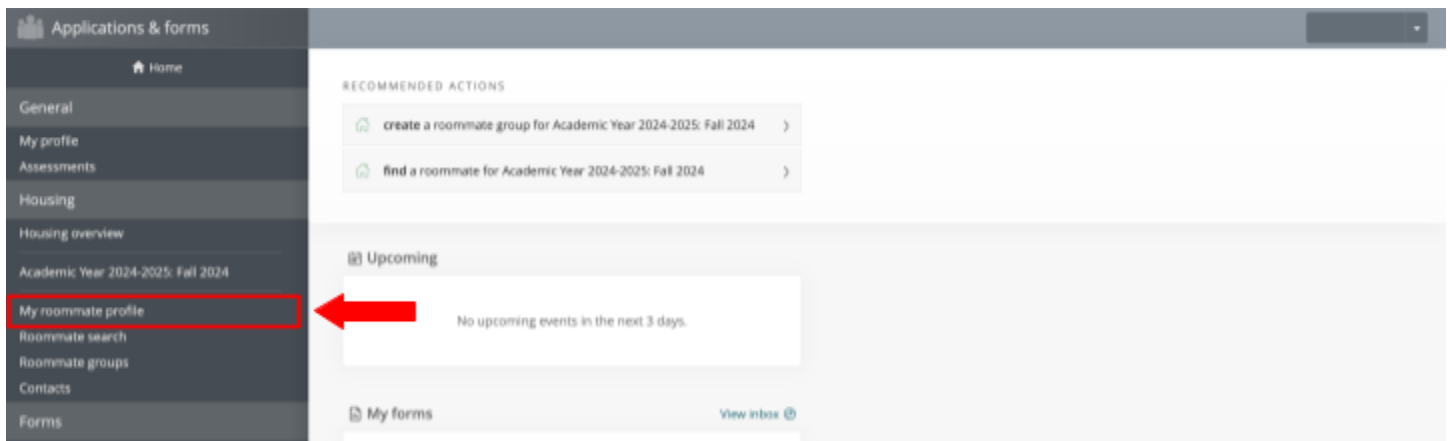 Applications & forms
Home
General
My profile
Assessments
Housing
Housing overview
Academic Year 2024-2025: Fall 2024
My roommate profile
Roommate search
Roommate groups
Contacts
Forms
RECOMMENDED ACTIONS
create a roommate group for Academic Year 2024-2025: Fall 2024
find a roommate for Academic Year 2024-2025: Fall 2024
Upcoming
No upcoming events in the next 3 days.
My forms
View inbox